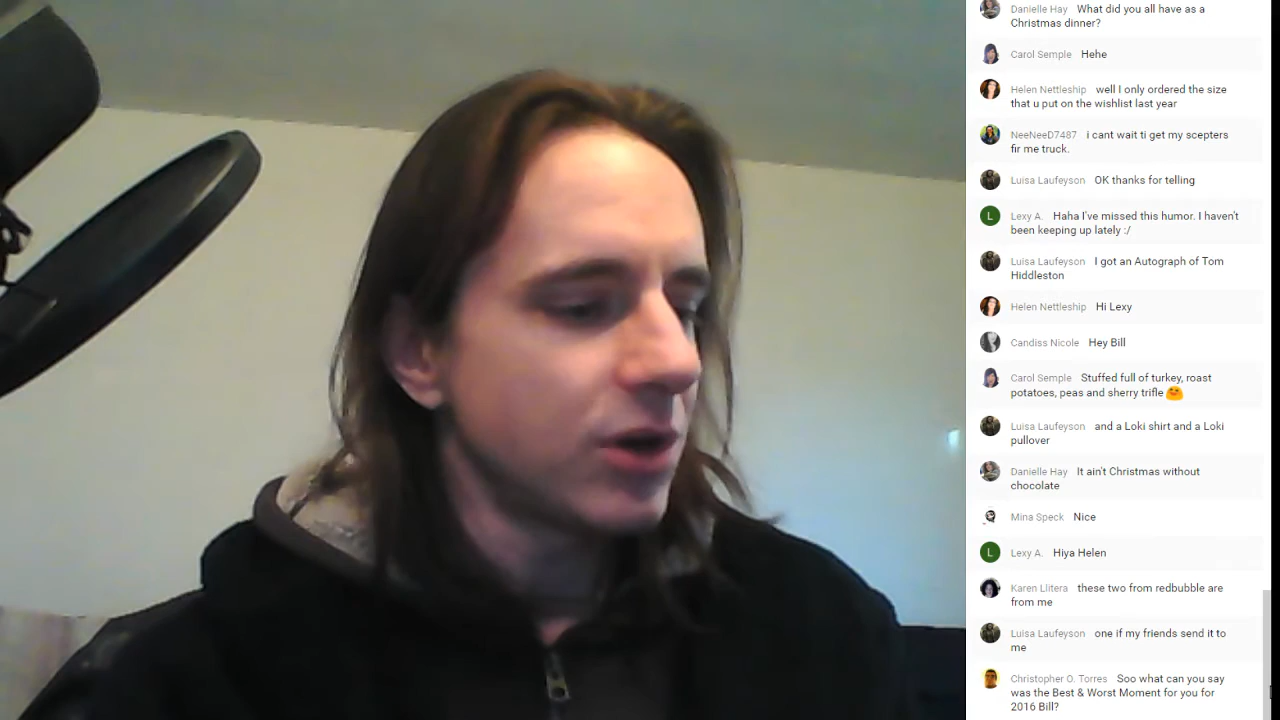 Danielle Hay What did you all have as a
Christmas dinner?
Carol Semple Hehe
Helen Nettleship well I only ordered the size
that u put on the wishlist last year
NeeNeeD7487 i cant wait ti get my scepters
fir me truck.
Luisa Laufeyson OK thanks for telling
L Lexy A. Haha I've missed this humor. I haven't
been keeping up lately :/
Luisa Laufeyson I got an Autograph of Tom
Hiddleston
Helen Nettleship Hi Lexy
Candiss Nicole Hey Bill
Carol Semple Stuffed full of turkey, roast
potatoes, peas and sherry trifle
Luisa Laufeyson and a Loki shirt and a Loki
pullover
Danielle Hay It ain't Christmas without
chocolate
Mina Speck Nice
L Lexy A. Hiya Helen
Karen Llitera these two from redbubble are
from me
Luisa Laufeyson one if my friends send it to
me
Christopher O. Torres Soo what can you say
was the Best & Worst Moment for you for
2016 Bill?